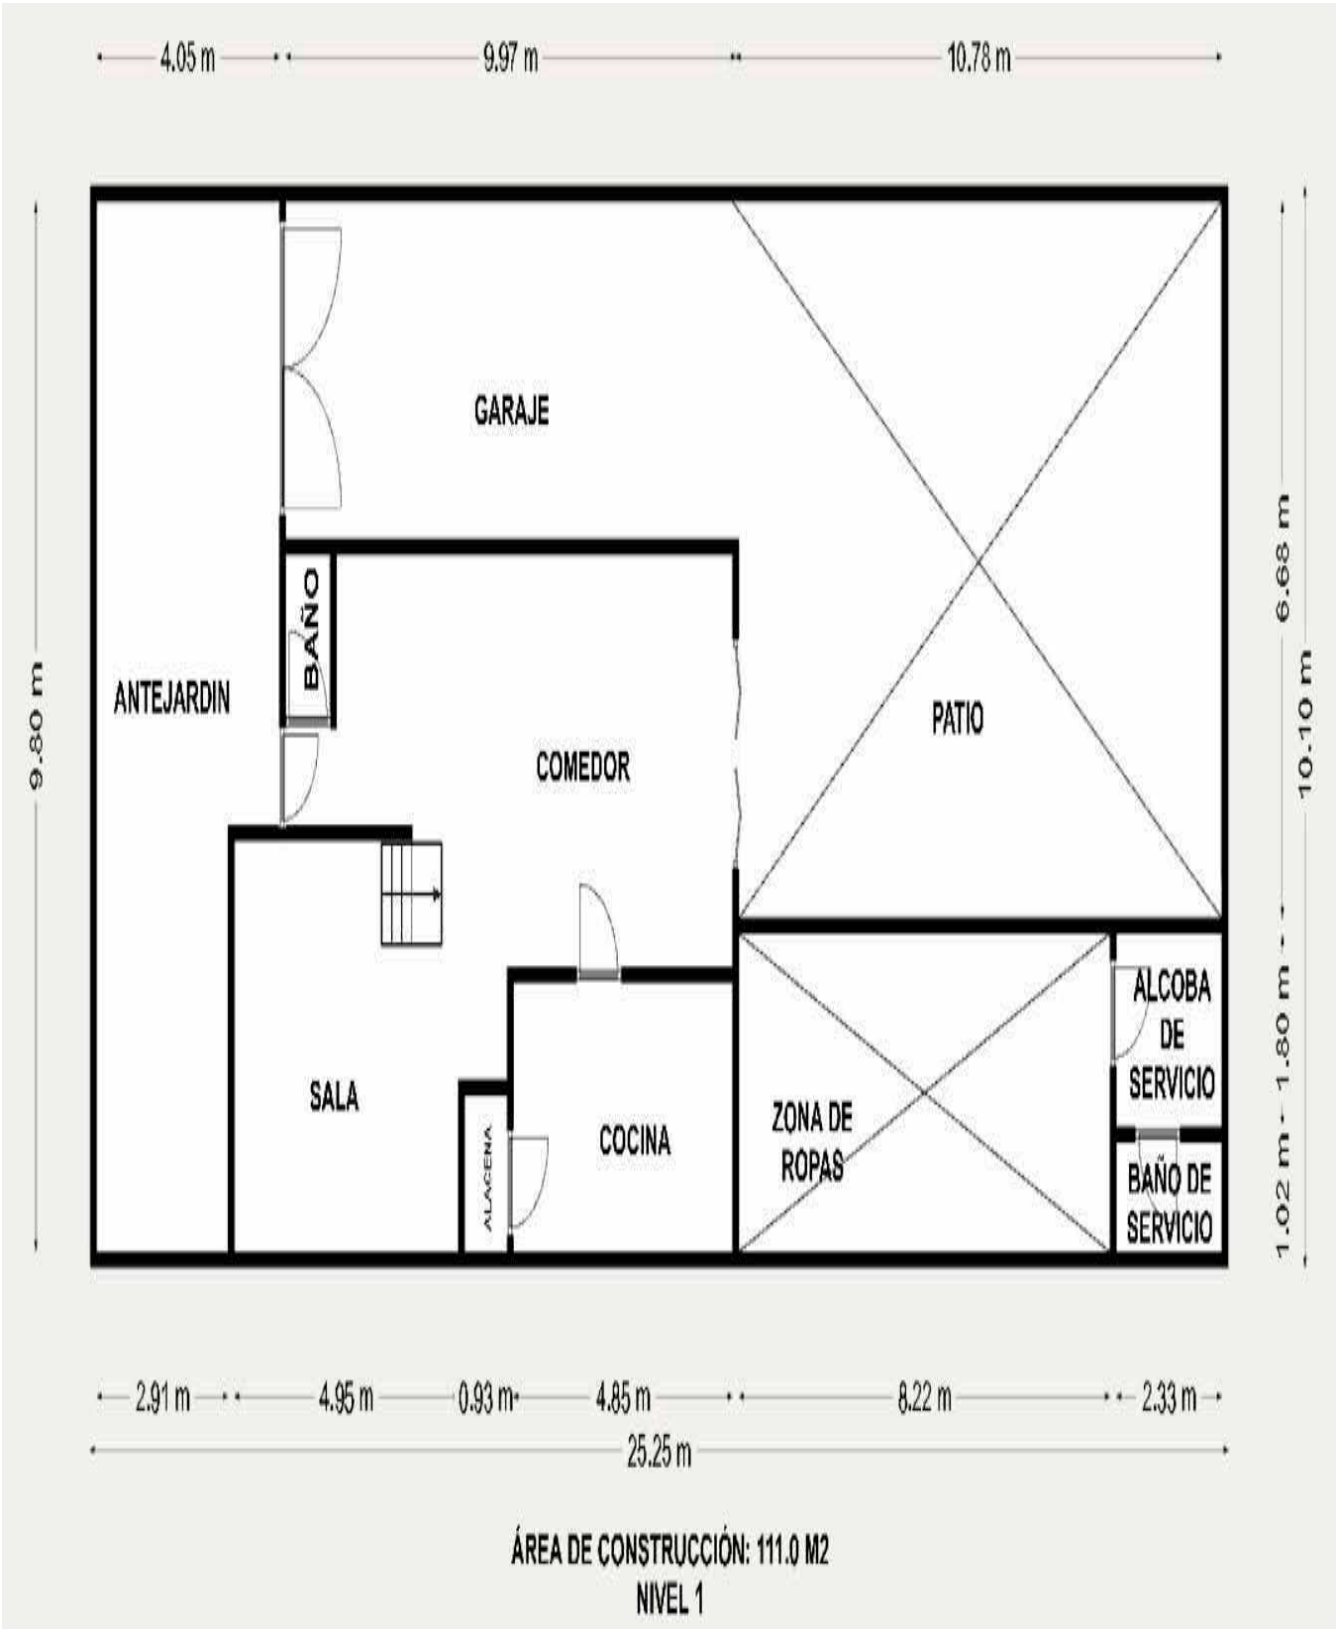 4.05 m
9.97 m
10.78 m
GARAJE
BAÑO
ANTEJARDIN
COMEDOR
PATIO
9.80 m
6.68 m
10.10 m
1.80 m
1.02 m
ALCOBA
DE
SERVICIO
SALA
ALACENA
COCINA
ZONA DE
ROPAS
BAÑO DE
SERVICIO
2.91 m
4.95 m
0.93 m
4.85 m
8.22 m
2.33 m
25.25 m
ÁREA DE CONSTRUCCIÓN: 111.0 M2
NIVEL 1